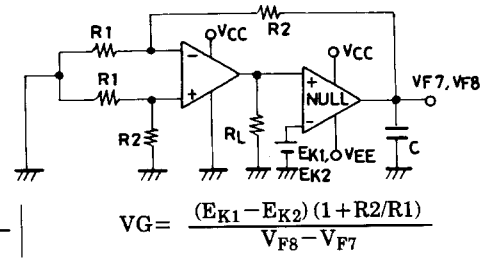 R1
R2
VCC
VCC
R1
−
+
+
NULL
−
VF7, VF8
R2
RL
EK1,
EK2
VEE
C
VG= (EK1−EK2) (1+R2/R1)
VF8−VF7